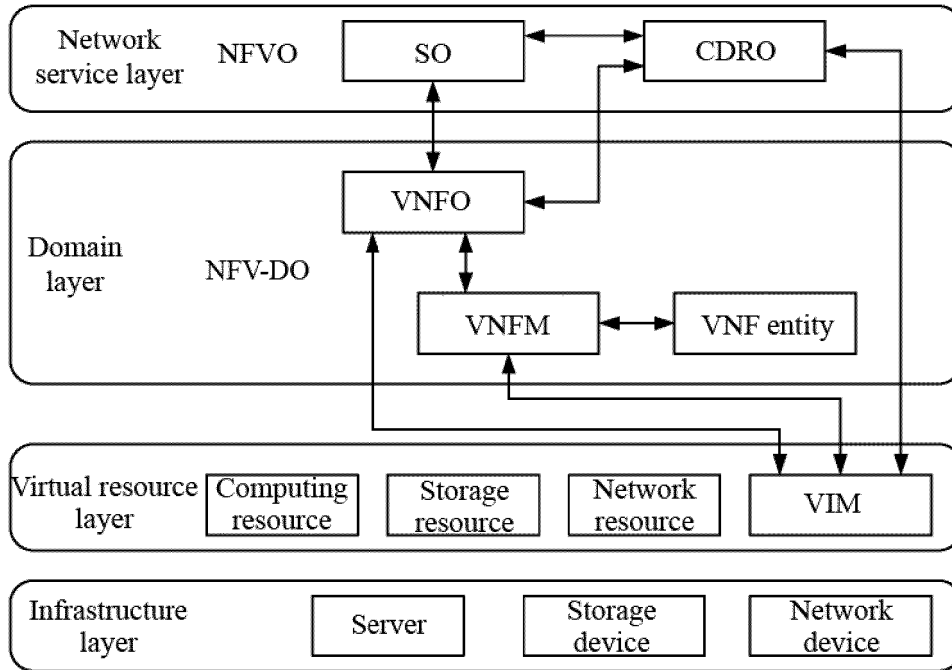 Network
service layer
NFVO
SO
CDRO
VNFO
Domain
layer
NFV-DO
VNFM
VNF entity
Virtual resource
layer
Computing
resource
Storage
resource
Network
resource
VIM
Infrastructure
layer
Server
Storage
device
Network
device